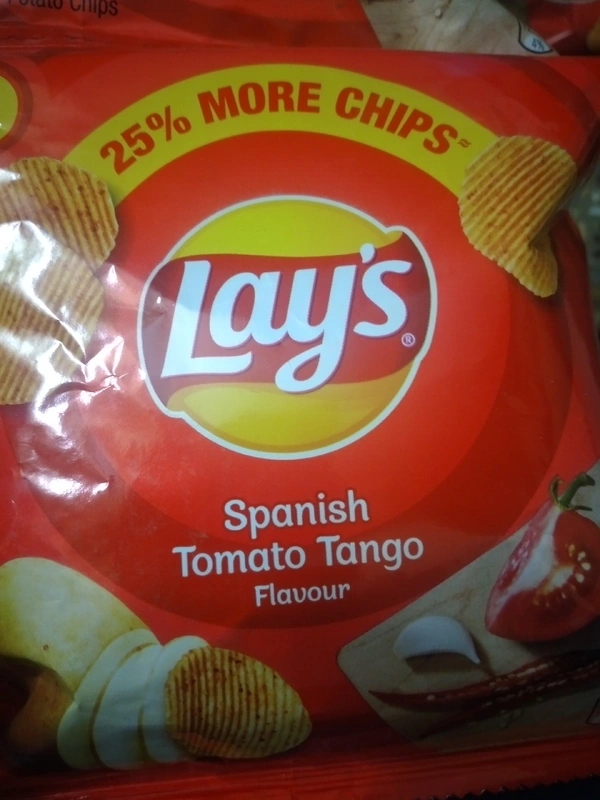 Potato Chips
25% MORE CHIPS≈
Lay's®
Spanish
Tomato Tango
Flavour